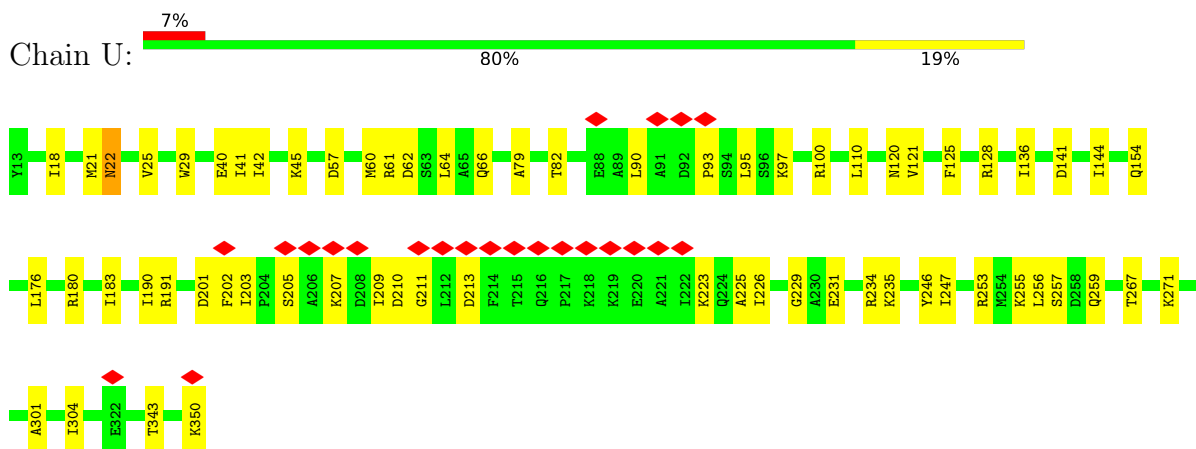 7%
Chain U:
80% 19%
Y13 I18 M21 N22 V25 W29 E40 I41 I42 K45 D57 M60 R61 D62 S63 L64 A65 Q66 A79 T82 E88 A89 L90 A91 D92 P93 S94 L95 S96 K97 R100 L110 N120 V121 F125 R128 I136 D141 I144 Q154
L176 R180 I183 I190 R191 D201 F202 I203 P204 S205 A206 K207 D208 I209 D210 G211 L212 D213 F214 T215 Q216 P217 K218 K219 E220 A221 I222 K223 Q224 A225 I226 G229 A230 E231 R234 K235 Y246 I247 R253 M254 K255 L256 S257 D258 Q259 T267 K271
A301 I304 E322 T343 K350